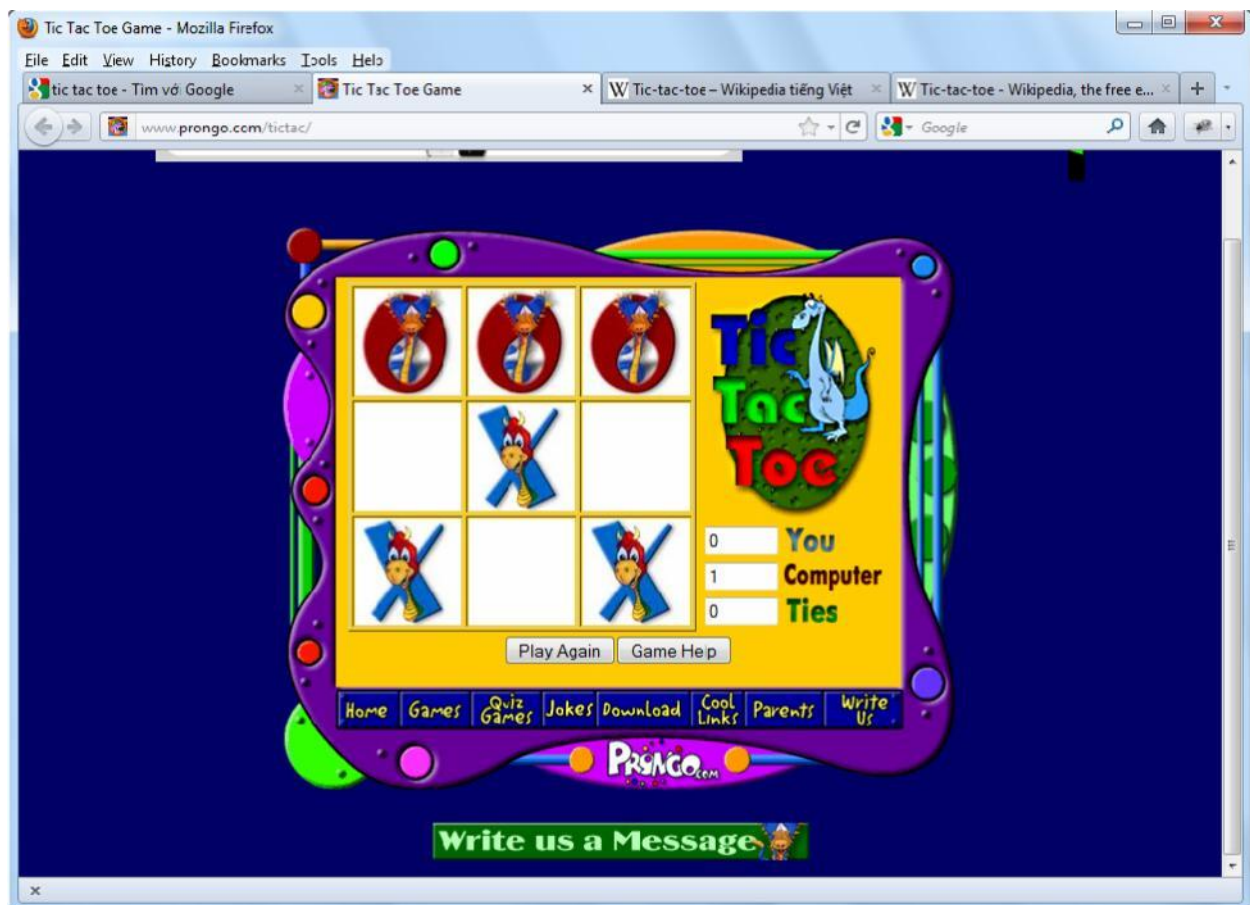 Tic Tac Toe Game - Mozilla Firefox
File Edit View History Bookmarks Tools Help
tic tac toe - Tìm với Google
Tic Tac Toe Game
W Tic-tac-toe – Wikipedia tiếng Việt
W Tic-tac-toe - Wikipedia, the free e...
www.prongo.com/tictac/
Google
Tic
Tac
Toe
0 You
1 Computer
0 Ties
Play Again Game Help
Home Games Quiz Games Jokes Download Cool Links Parents Write Us
PRONGO.COM
Write us a Message